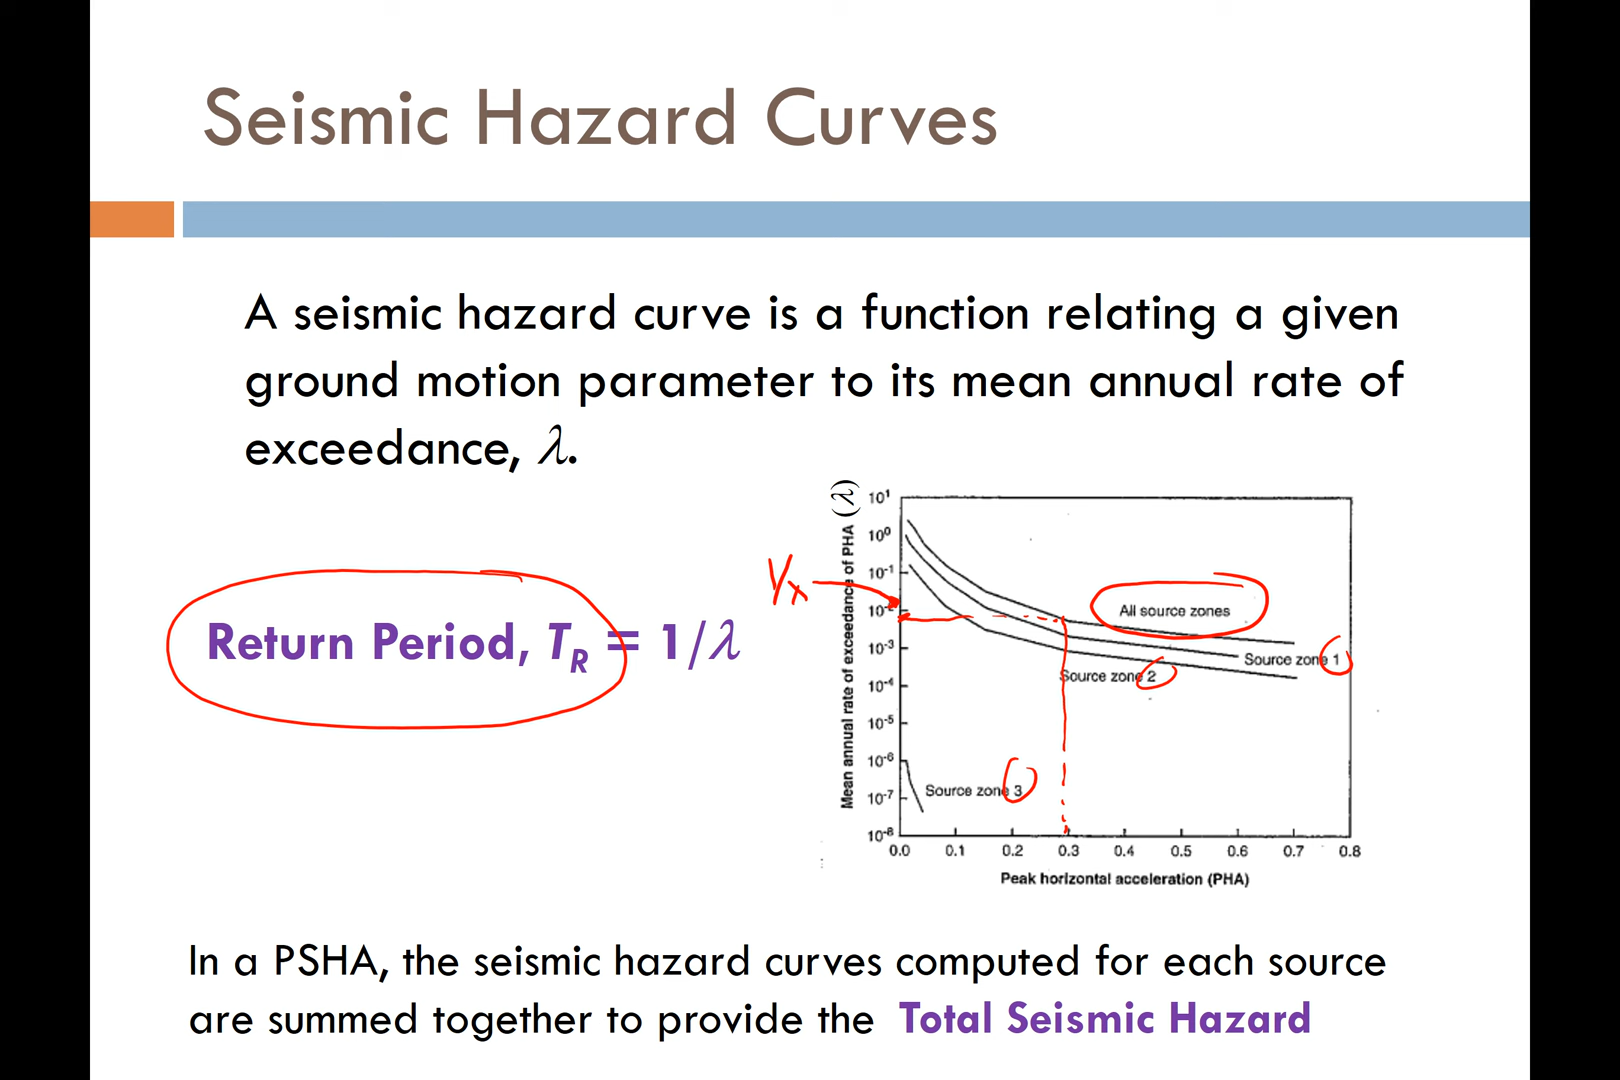 Seismic Hazard Curves
A seismic hazard curve is a function relating a given
ground motion parameter to its mean annual rate of
exceedance, λ.
Return Period, T_R = 1/λ
1/x
Mean annual rate of exceedance of PHA (λ)
10¹
10⁰
10⁻¹
10⁻²
10⁻³
10⁻⁴
10⁻⁵
10⁻⁶
10⁻⁷
10⁻⁸
All source zones
Source zone 1
Source zone 2
Source zone 3
0.0 0.1 0.2 0.3 0.4 0.5 0.6 0.7 0.8
Peak horizontal acceleration (PHA)
In a PSHA, the seismic hazard curves computed for each source
are summed together to provide the Total Seismic Hazard